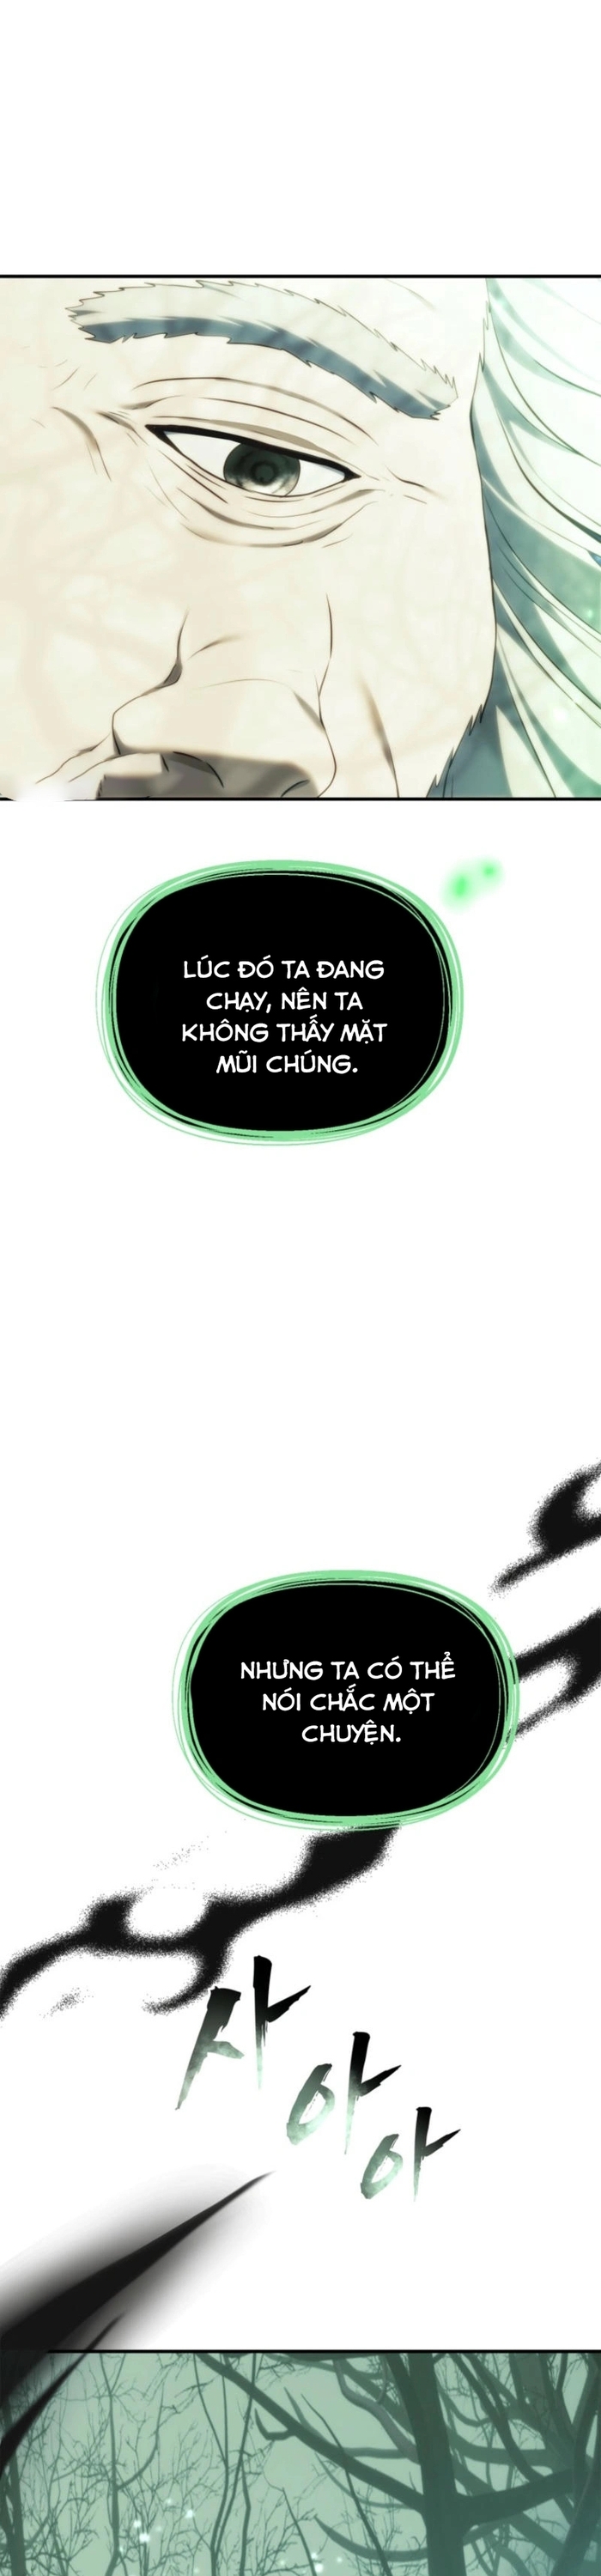 LÚC ĐÓ TA ĐANG
CHẠY, NÊN TA
KHÔNG THẤY MẶT
MŨI CHÚNG.
NHƯNG TA CÓ THỂ
NÓI CHẮC MỘT
CHUYỆN.
사아아